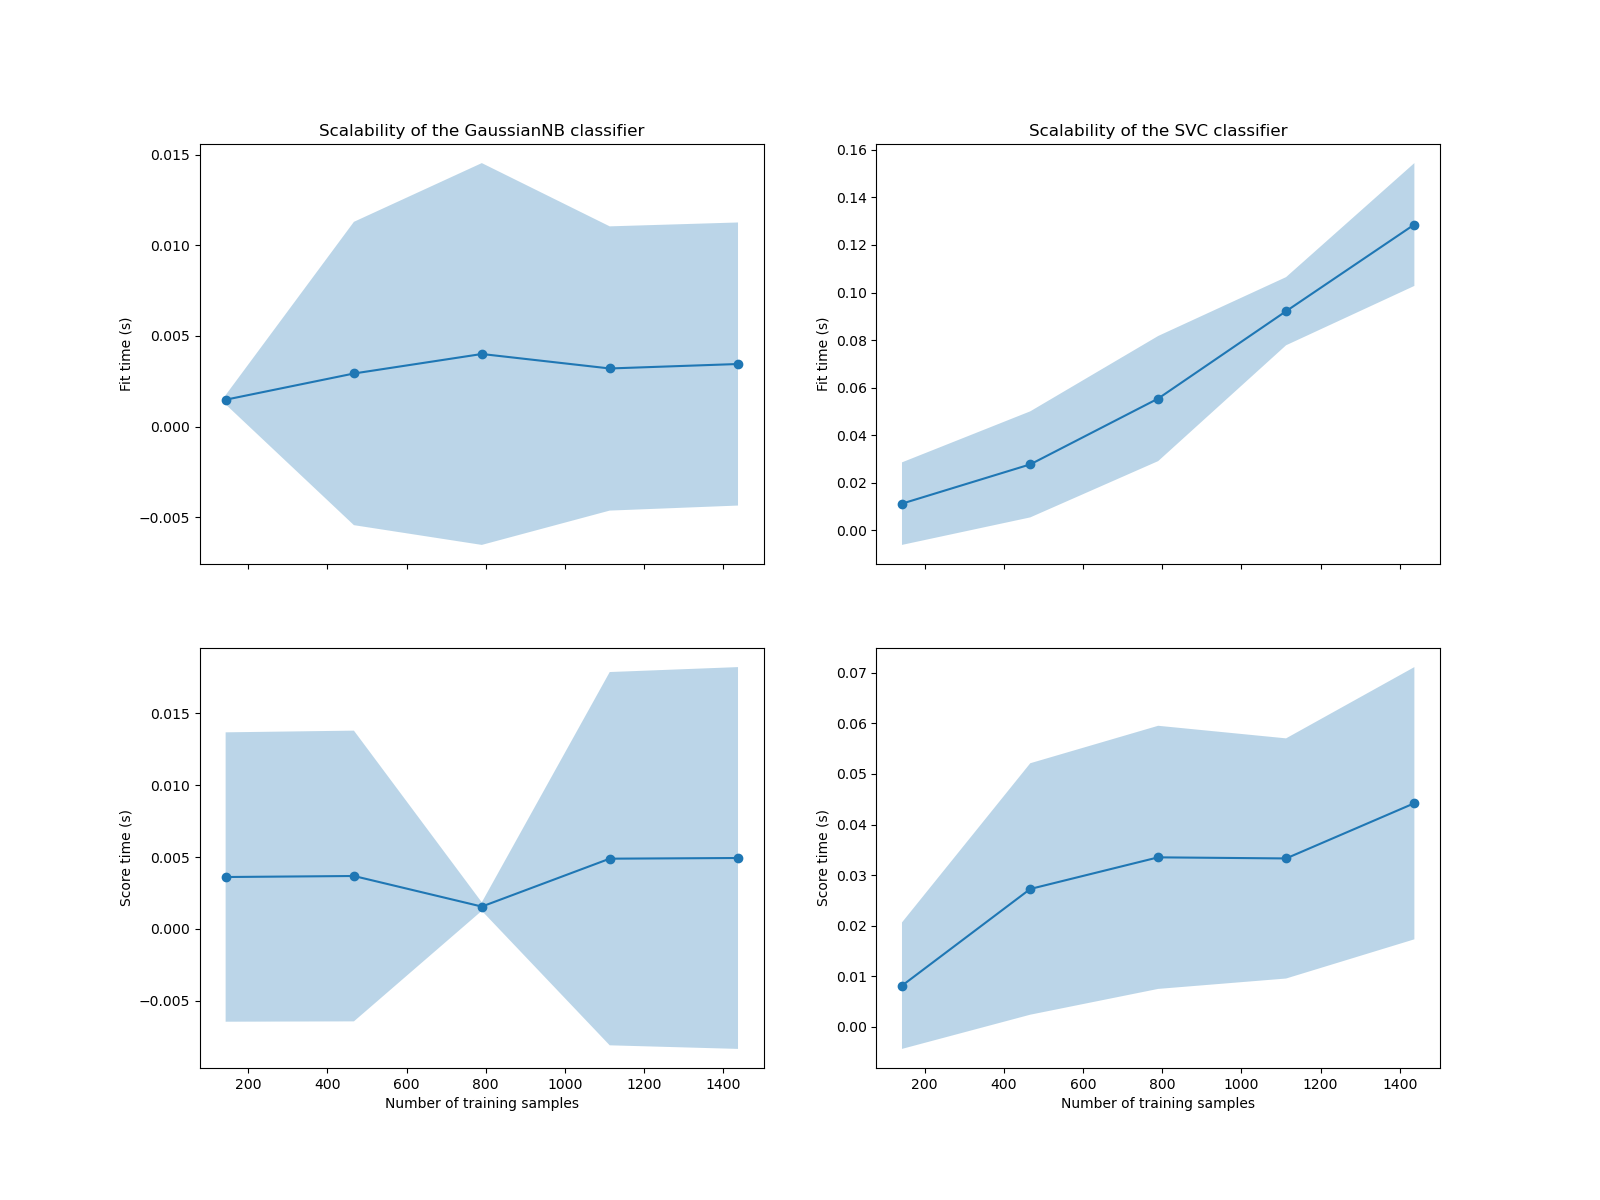 Scalability of the GaussianNB classifier
0.015
0.010
0.005
0.000
−0.005
Fit time (s)
Scalability of the SVC classifier
0.16
0.14
0.12
0.10
0.08
0.06
0.04
0.02
0.00
Fit time (s)
0.015
0.010
0.005
0.000
−0.005
Score time (s)
200 400 600 800 1000 1200 1400
Number of training samples
0.07
0.06
0.05
0.04
0.03
0.02
0.01
0.00
Score time (s)
200 400 600 800 1000 1200 1400
Number of training samples